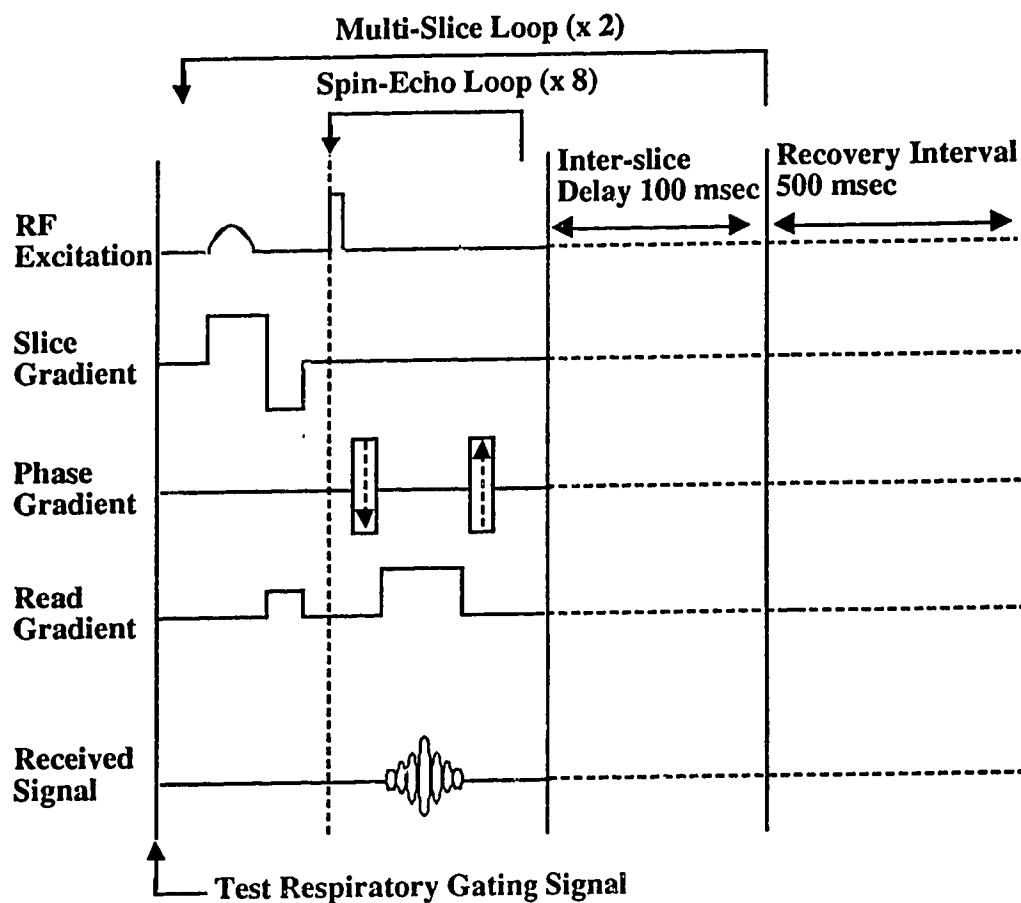 Multi-Slice Loop (x 2)
Spin-Echo Loop (x 8)
Inter-slice
Delay 100 msec
Recovery Interval
500 msec
RF
Excitation
Slice
Gradient
Phase
Gradient
Read
Gradient
Received
Signal
Test Respiratory Gating Signal